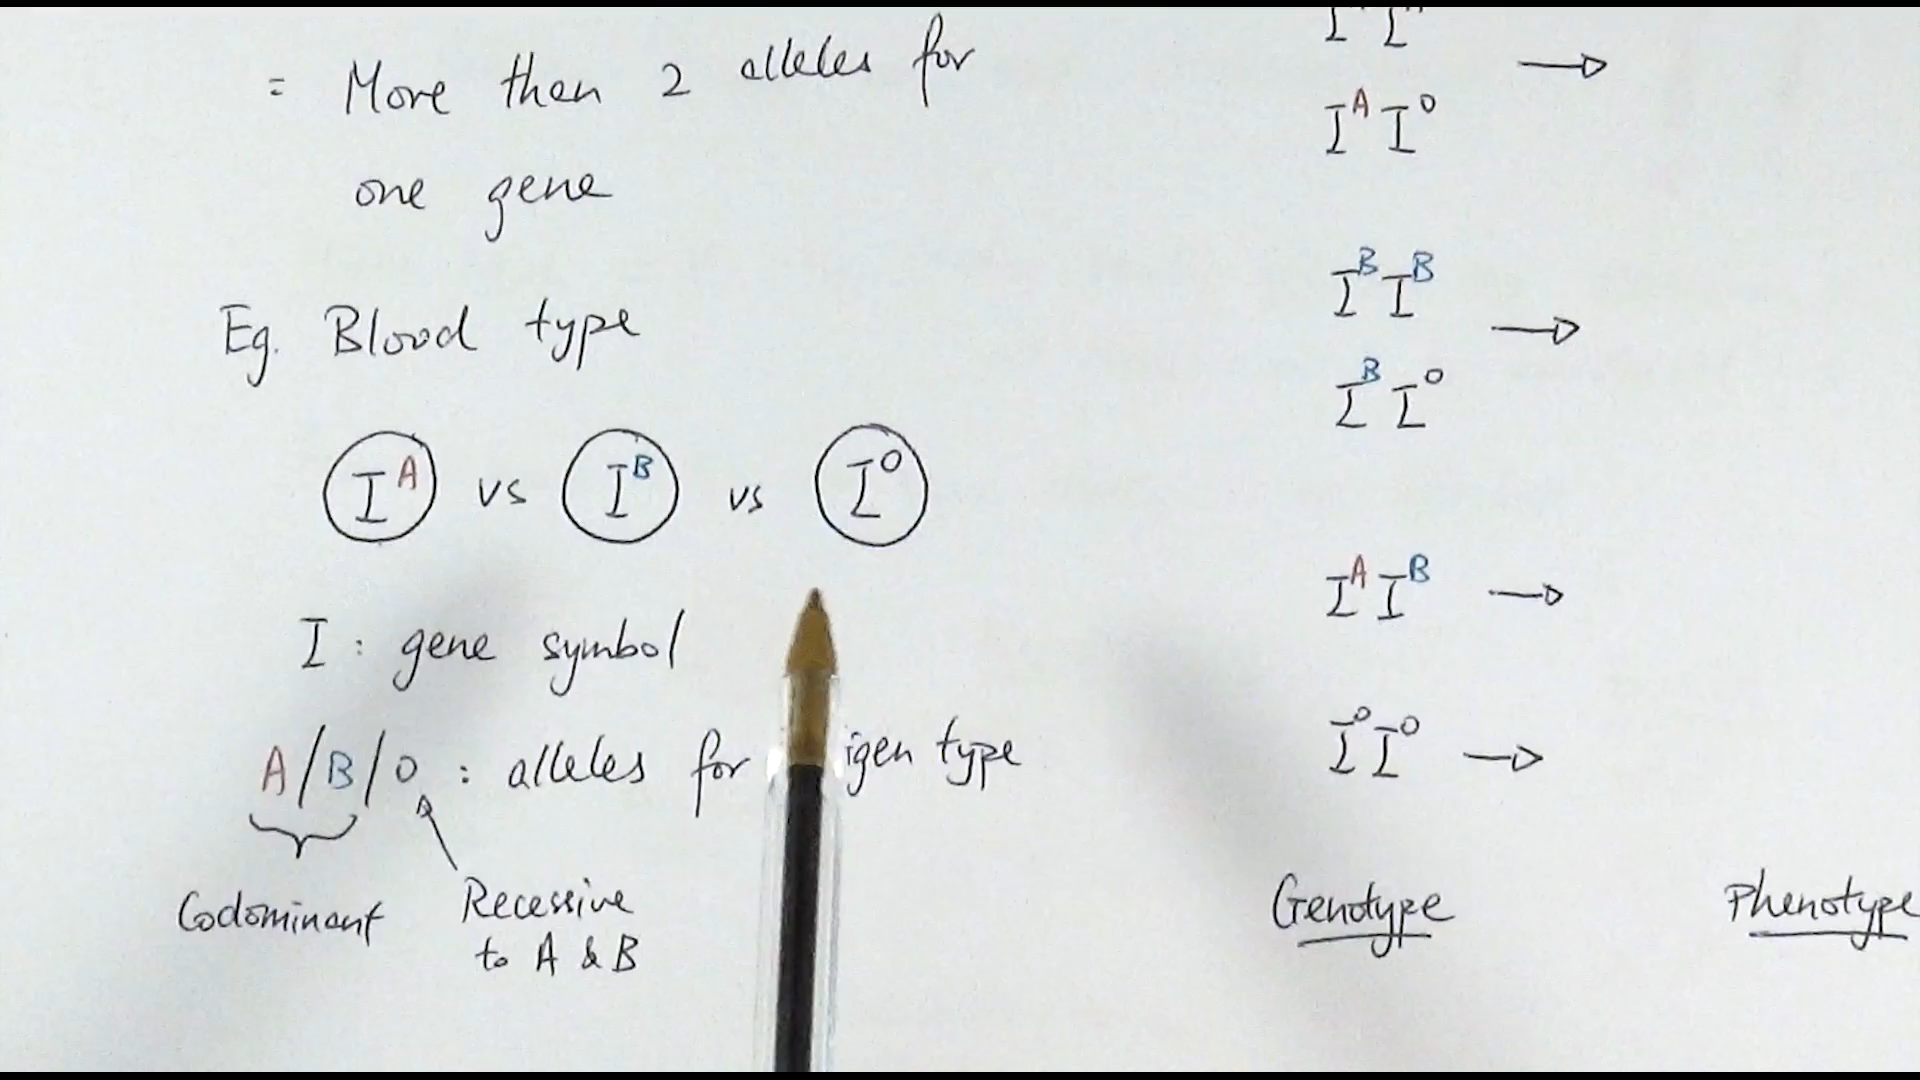 = More than 2 alleles for
one gene
Eg. Blood type
I^A vs I^B vs I^O
I : gene symbol
A/B/O : alleles for igen type
Codominant
Recessive
to A & B
I^A I^O
I^B I^B
I^B I^O
I^A I^B
I^O I^O
Genotype
Phenotype